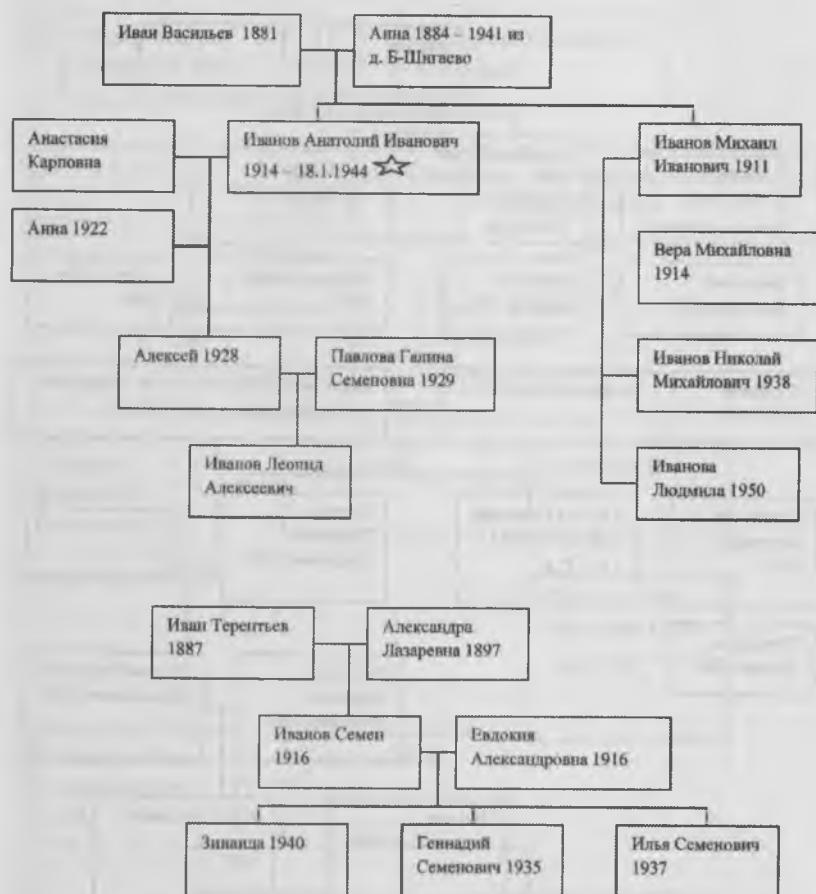 Иван Васильев 1881
Анна 1884 – 1941 из
д. Б-Шигаево
Анастасия
Карповна
Иванов Анатолий Иванович
1914 – 18.1.1944
Иванов Михаил
Иванович 1911
Анна 1922
Вера Михайловна
1914
Алексей 1928
Павлова Галина
Семеновна 1929
Иванов Николай
Михайлович 1938
Иванов Леонид
Алексеевич
Иванова
Людмила 1950
Иван Терентьев
1887
Александра
Лазаревна 1897
Иванов Семен
1916
Евдокия
Александровна 1916
Зинаида 1940
Геннадий
Семенович 1935
Илья Семенович
1937